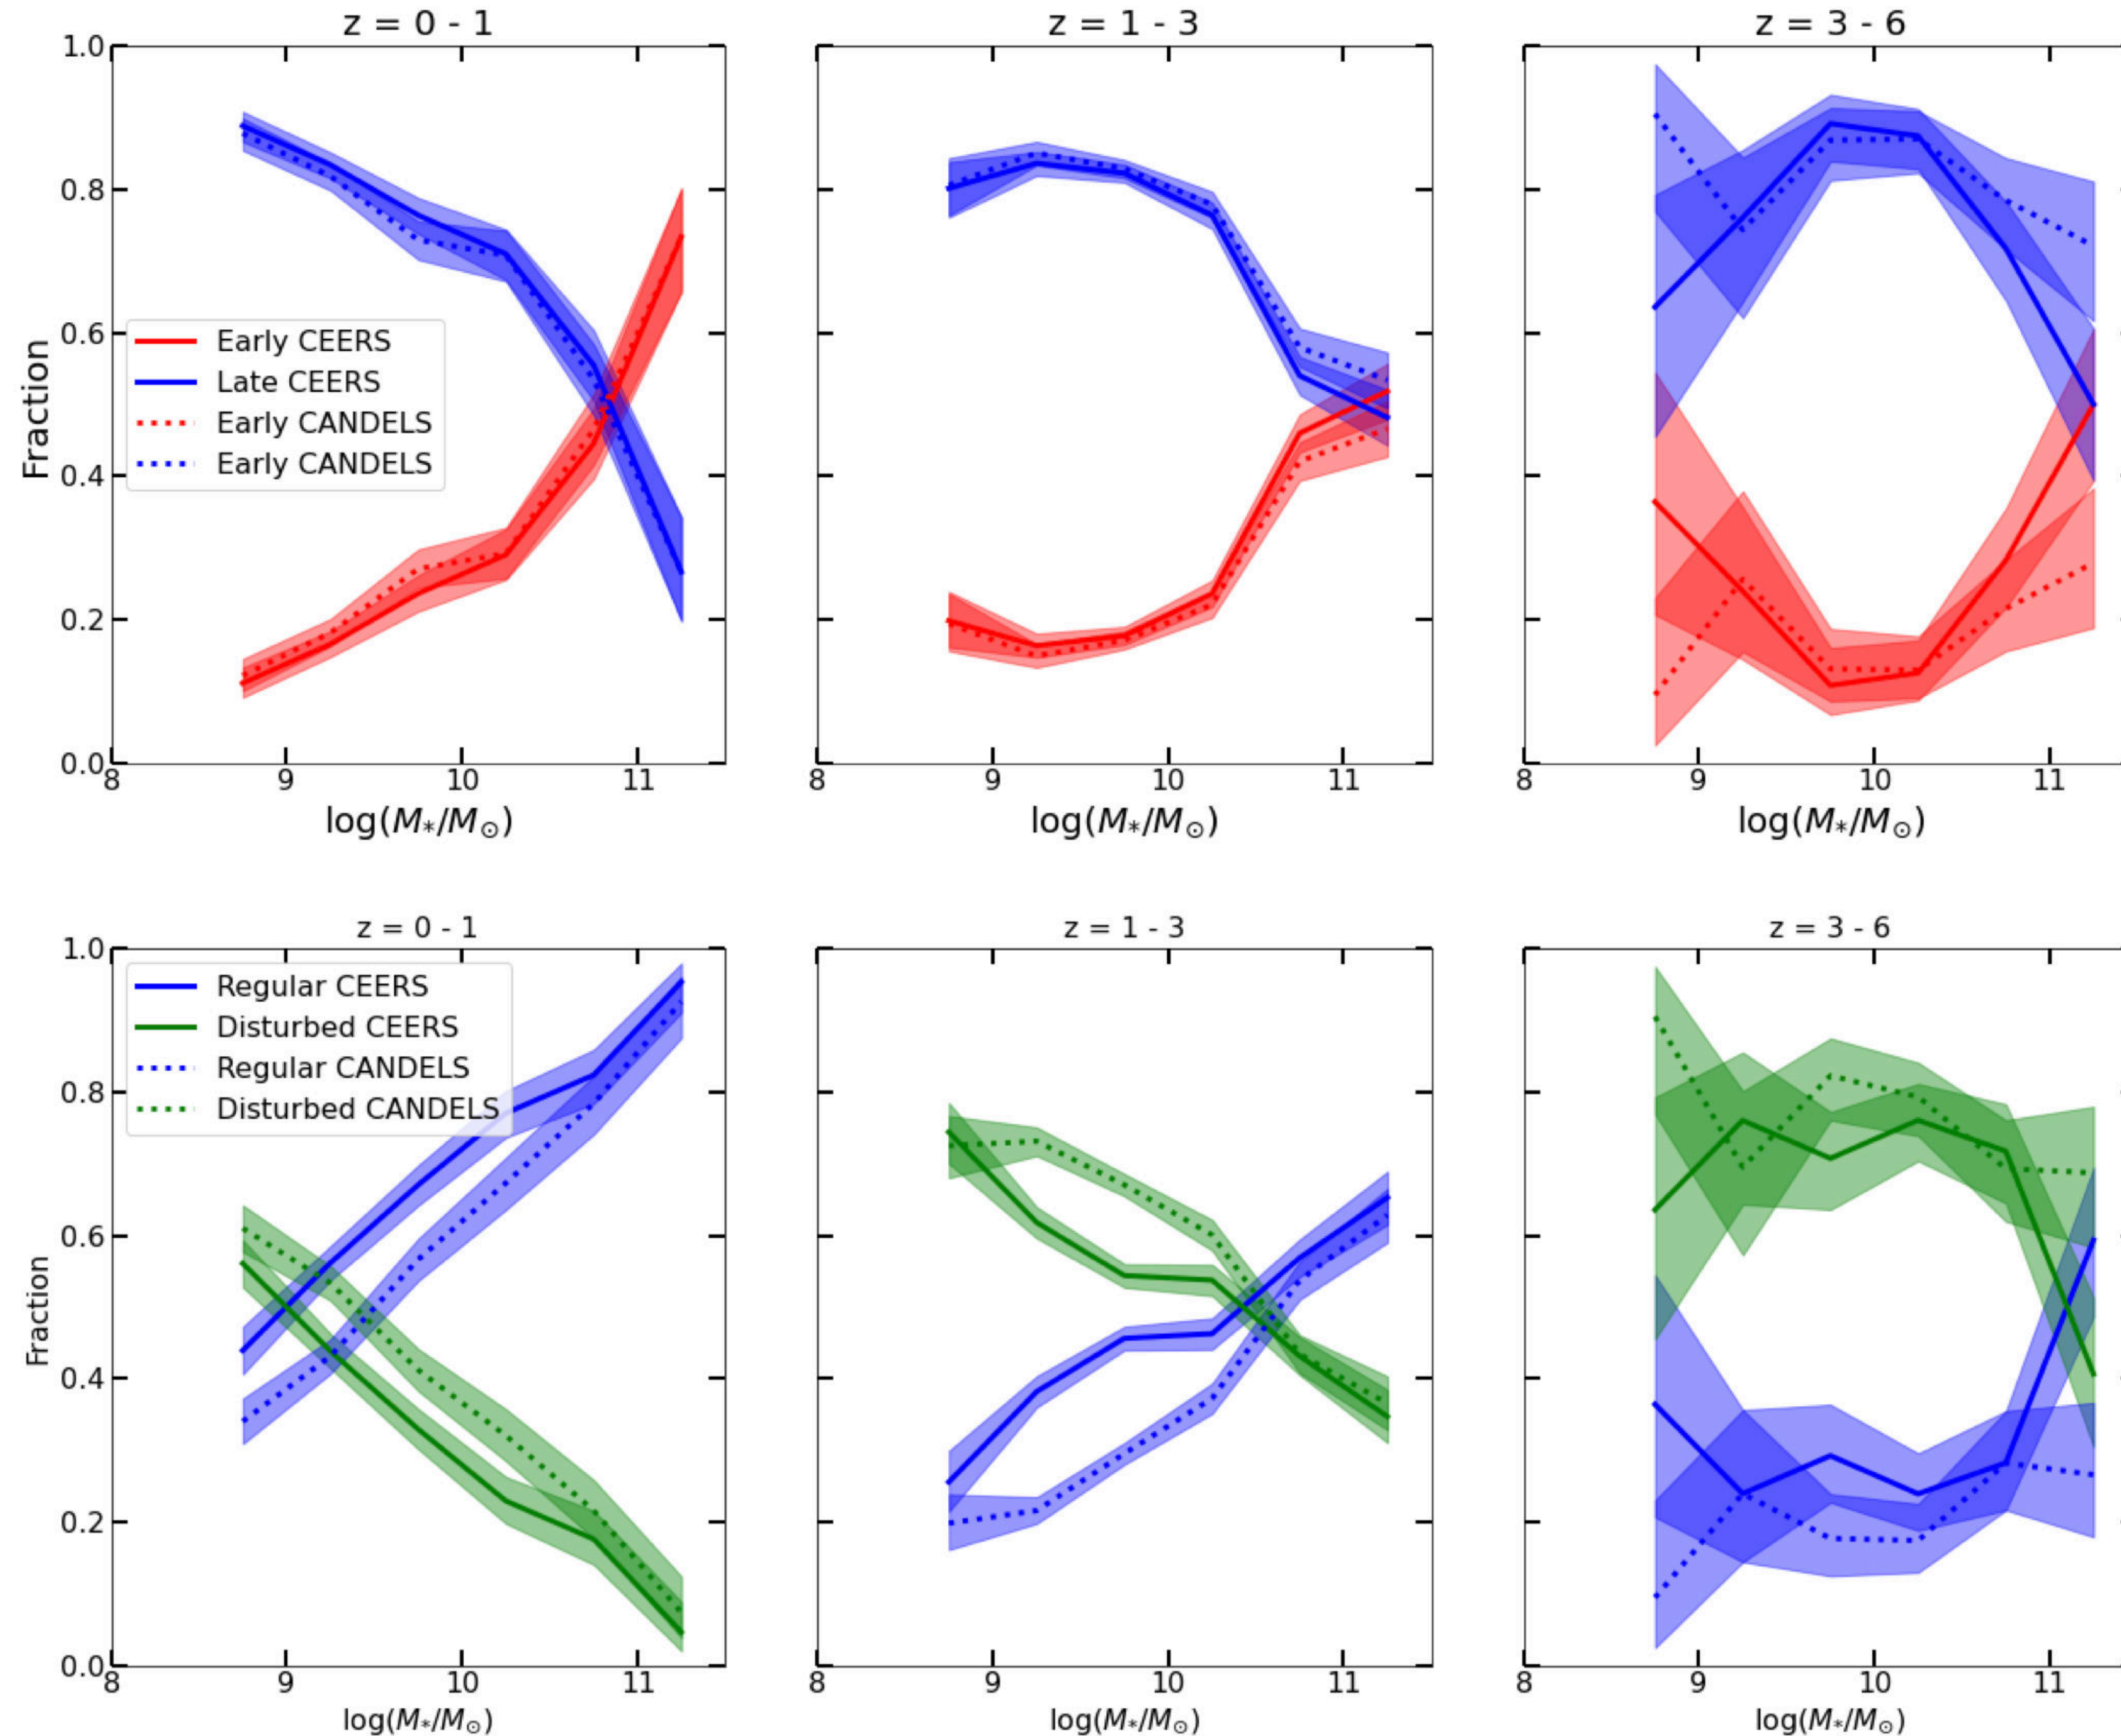 z = 0 - 1
z = 1 - 3
z = 3 - 6
1.0
0.8
0.6
0.4
0.2
0.0
Fraction
Early CEERS
Late CEERS
Early CANDELS
Early CANDELS
8 9 10 11
8 9 10 11
8 9 10 11
log(M*/M⊙)
log(M*/M⊙)
log(M*/M⊙)
z = 0 - 1
z = 1 - 3
z = 3 - 6
1.0
0.8
0.6
0.4
0.2
0.0
Fraction
Regular CEERS
Disturbed CEERS
Regular CANDELS
Disturbed CANDELS
8 9 10 11
8 9 10 11
8 9 10 11
log(M*/M⊙)
log(M*/M⊙)
log(M*/M⊙)